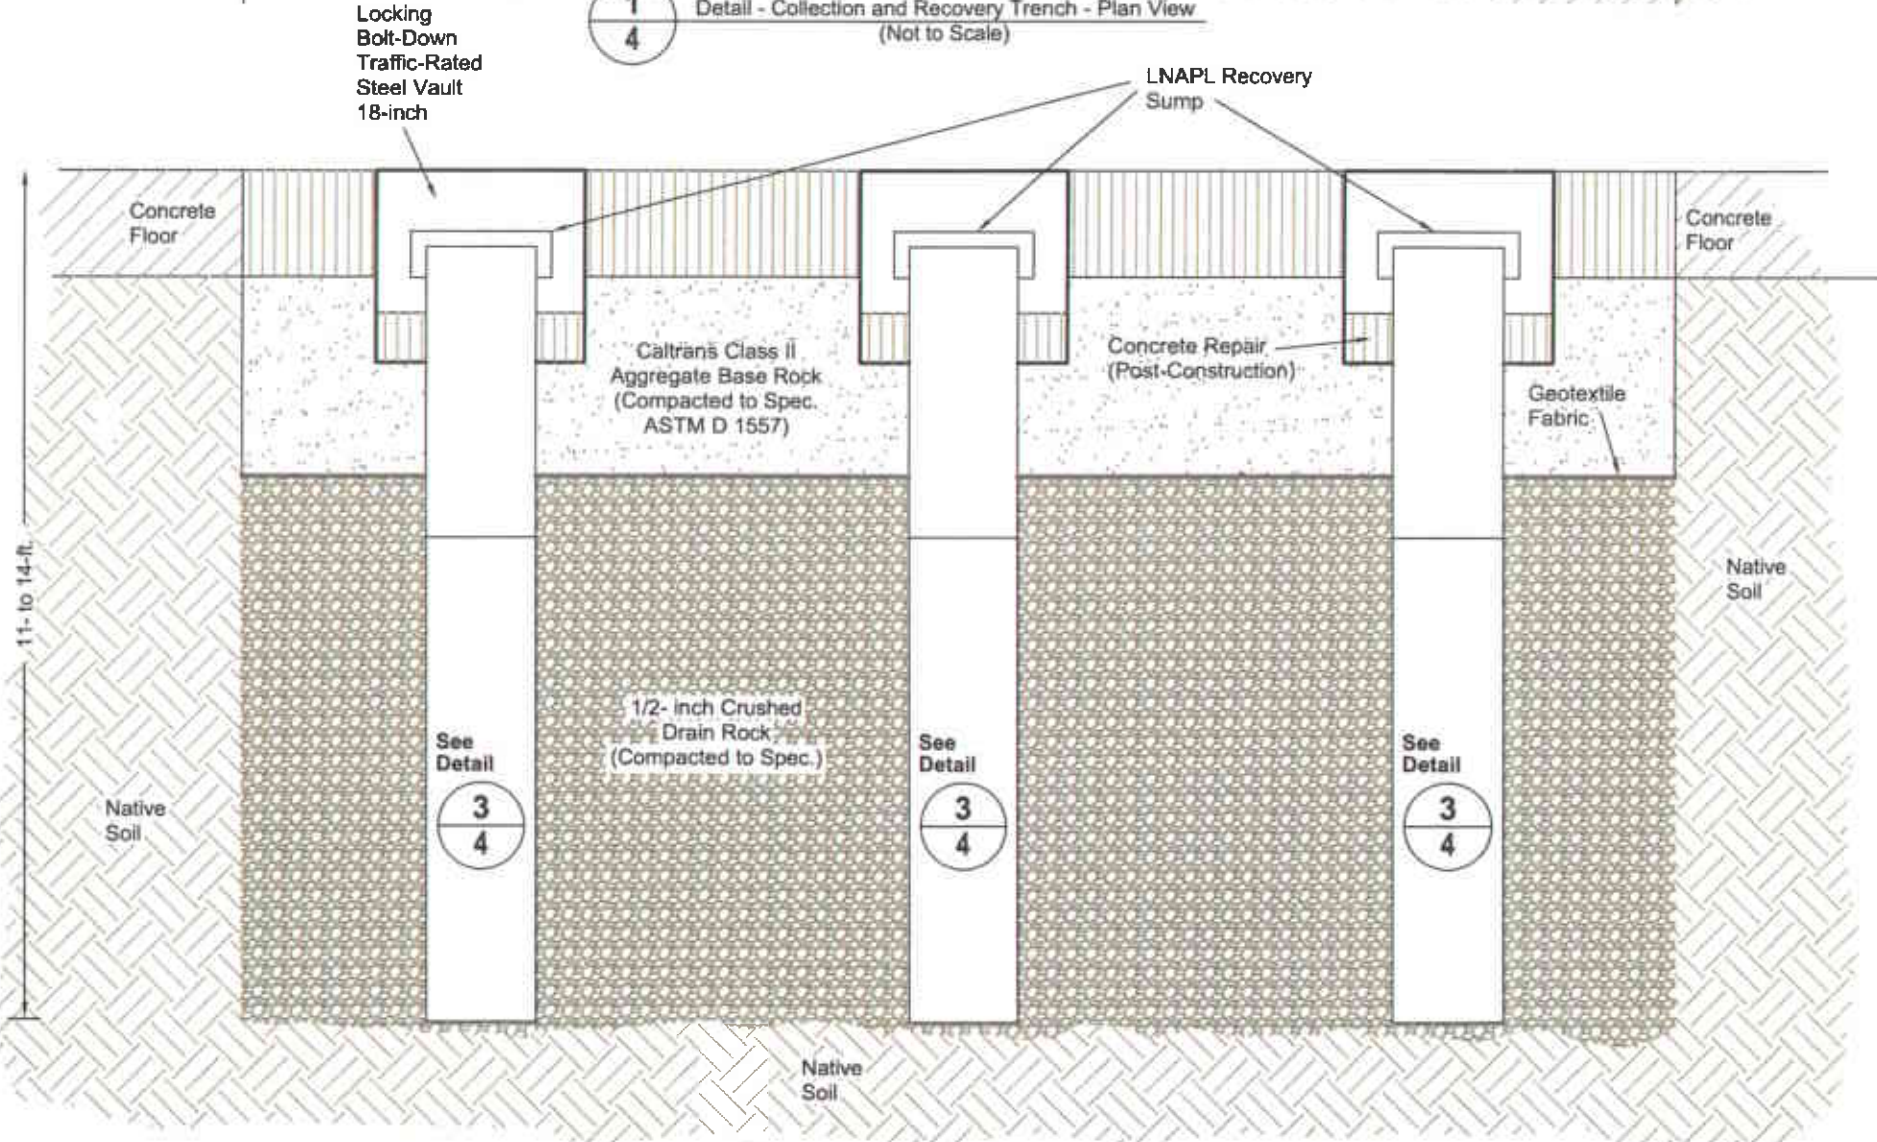 1
4
Detail - Collection and Recovery Trench - Plan View
(Not to Scale)
Locking
Bolt-Down
Traffic-Rated
Steel Vault
18-inch
LNAPL Recovery
Sump
Concrete
Floor
Concrete
Floor
Caltrans Class II
Aggregate Base Rock
(Compacted to Spec.
ASTM D 1557)
Concrete Repair
(Post-Construction)
Geotextile
Fabric
11- to 14-ft.
Native
Soil
1/2- inch Crushed
Drain Rock
(Compacted to Spec.)
See
Detail
3
4
See
Detail
3
4
See
Detail
3
4
Native
Soil
Native
Soil